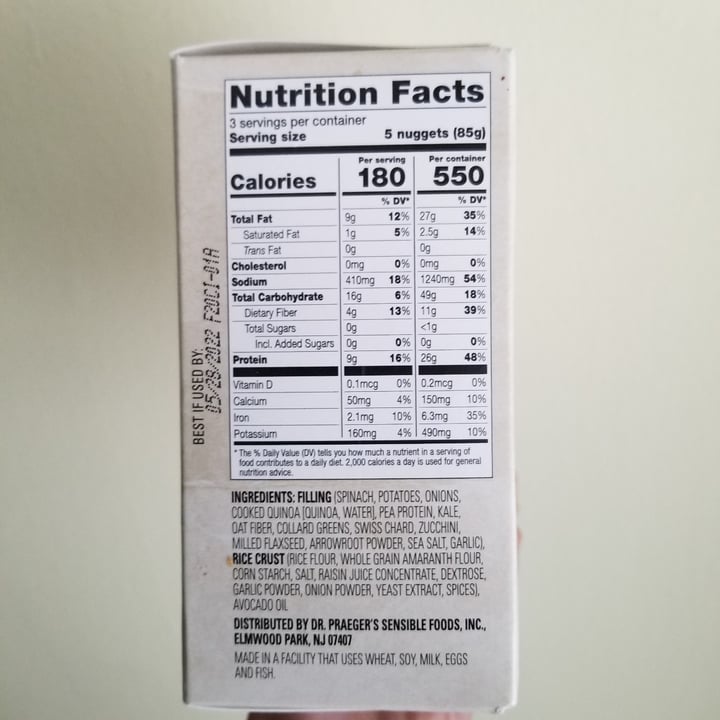 Nutrition Facts
3 servings per container
Serving size 5 nuggets (85g)
Per serving Per container
Calories 180 550
% DV* % DV*
Total Fat 9g 12% 27g 35%
Saturated Fat 1g 5% 2.5g 14%
Trans Fat 0g 0g
Cholesterol 0mg 0% 0mg 0%
Sodium 410mg 18% 1240mg 54%
Total Carbohydrate 16g 6% 49g 18%
Dietary Fiber 4g 13% 11g 39%
Total Sugars 0g <1g
Incl. Added Sugars 0g 0% 0g 0%
Protein 9g 16% 26g 48%
Vitamin D 0.1mcg 0% 0.2mcg 0%
Calcium 50mg 4% 150mg 10%
Iron 2.1mg 10% 6.3mg 35%
Potassium 160mg 4% 490mg 10%
* The % Daily Value (DV) tells you how much a nutrient in a serving of
food contributes to a daily diet. 2,000 calories a day is used for general
nutrition advice.
INGREDIENTS: FILLING (SPINACH, POTATOES, ONIONS,
COOKED QUINOA [QUINOA, WATER], PEA PROTEIN, KALE,
OAT FIBER, COLLARD GREENS, SWISS CHARD, ZUCCHINI,
MILLED FLAXSEED, ARROWROOT POWDER, SEA SALT, GARLIC),
RICE CRUST (RICE FLOUR, WHOLE GRAIN AMARANTH FLOUR,
CORN STARCH, SALT, RAISIN JUICE CONCENTRATE, DEXTROSE,
GARLIC POWDER, ONION POWDER, YEAST EXTRACT, SPICES),
AVOCADO OIL
DISTRIBUTED BY DR. PRAEGER'S SENSIBLE FOODS, INC.,
ELMWOOD PARK, NJ 07407
MADE IN A FACILITY THAT USES WHEAT, SOY, MILK, EGGS
AND FISH.
BEST IF USED BY:
05/29/2022 F20C1-01A